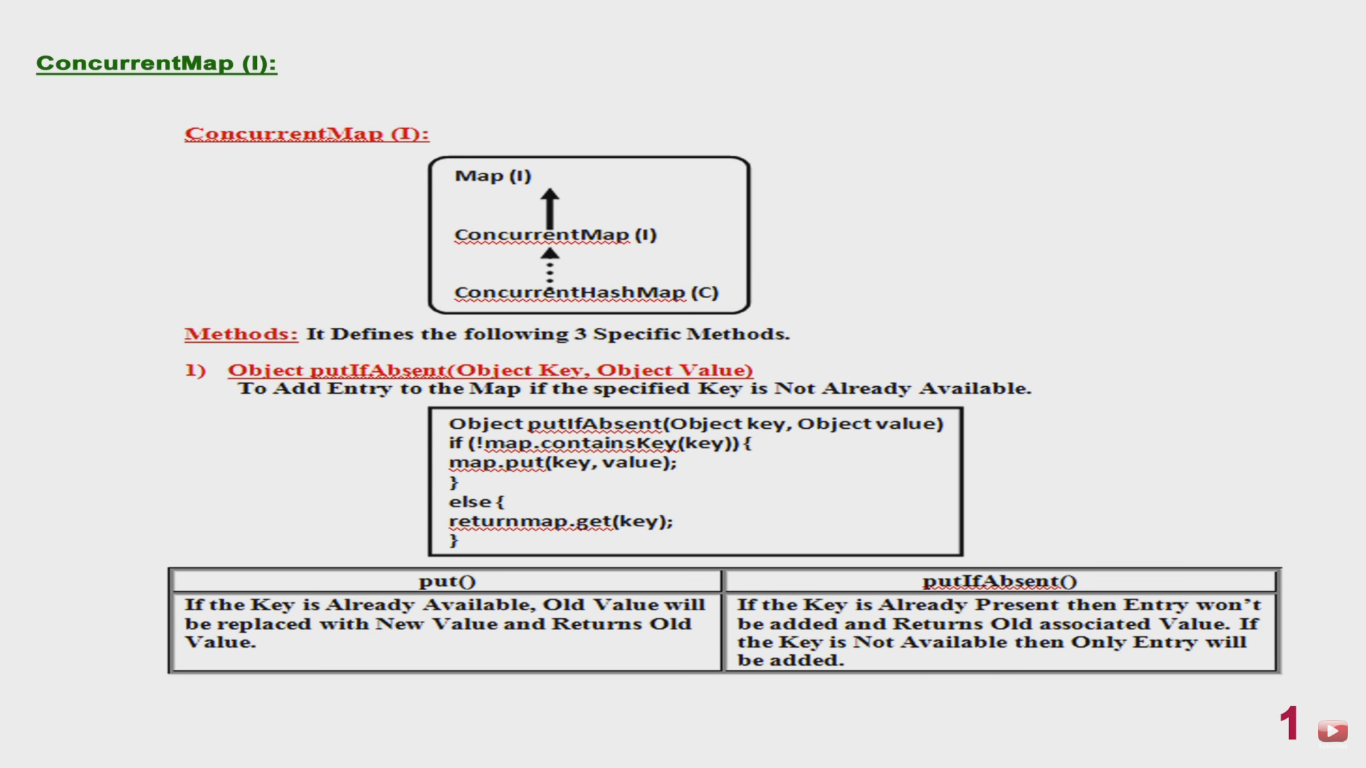 ConcurrentMap (I):
ConcurrentMap (I):
Map (I)
ConcurrentMap (I)
ConcurrentHashMap (C)
Methods: It Defines the following 3 Specific Methods.
1) Object putIfAbsent(Object Key, Object Value)
To Add Entry to the Map if the specified Key is Not Already Available.
Object putIfAbsent(Object key, Object value)
if (!map.containsKey(key)) {
map.put(key, value);
}
else {
returnmap.get(key);
}
put()
If the Key is Already Available, Old Value will
be replaced with New Value and Returns Old
Value.
putIfAbsent()
If the Key is Already Present then Entry won’t
be added and Returns Old associated Value. If
the Key is Not Available then Only Entry will
be added.
1